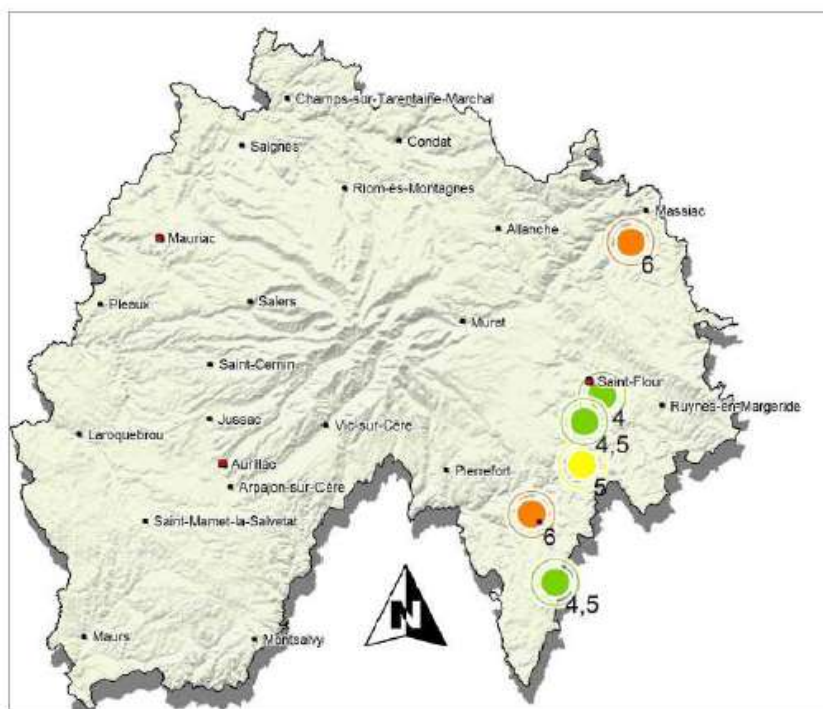 Champs-sur-Tarentaine-Marchal
Condat
Saignes
Riom-ès-Montagnes
Massiac
Allanche
Mauriac
6
Pleaux
Salers
Murat
Saint-Cernin
Saint-Flour
Ruynes-en-Margeride
Jussac
4
Laroquebrou
Vic-sur-Cère
4,5
Aurillac
Pierrefort
5
Arpajon-sur-Cère
Saint-Mamet-la-Salvetat
6
N
4,5
Maurs
Montsalvy